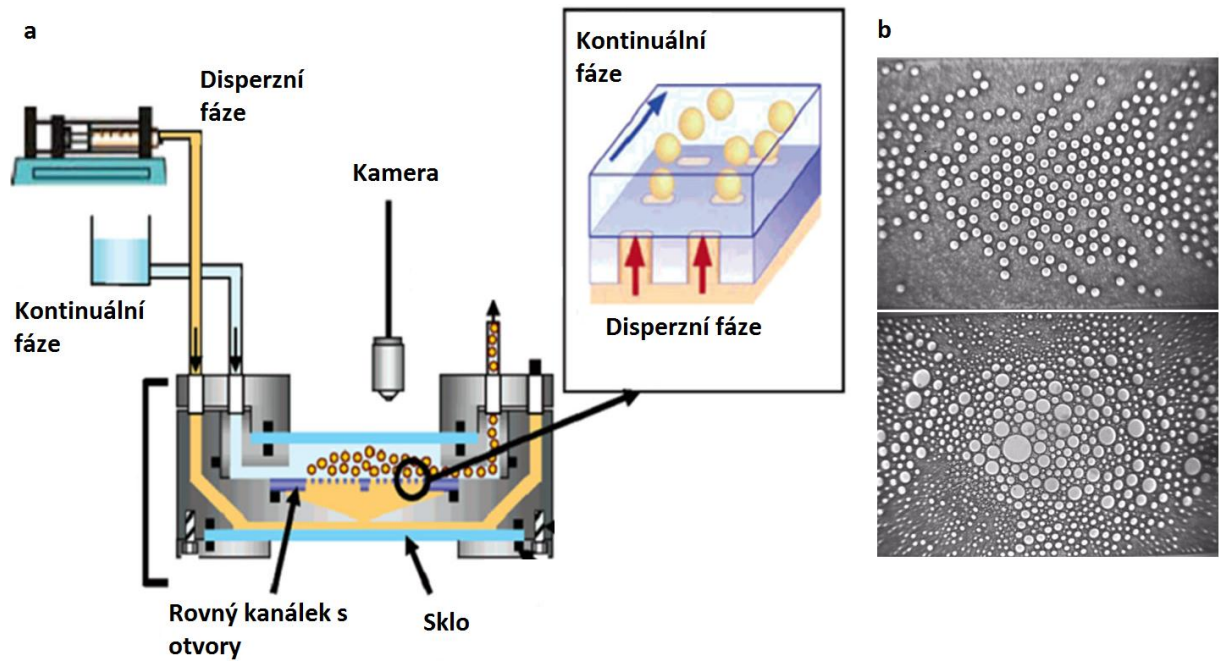 a
Disperzní
fáze
Kamera
Kontinuální
fáze
Kontinuální
fáze
Disperzní fáze
Rovný kanálek s
otvory
Sklo
b